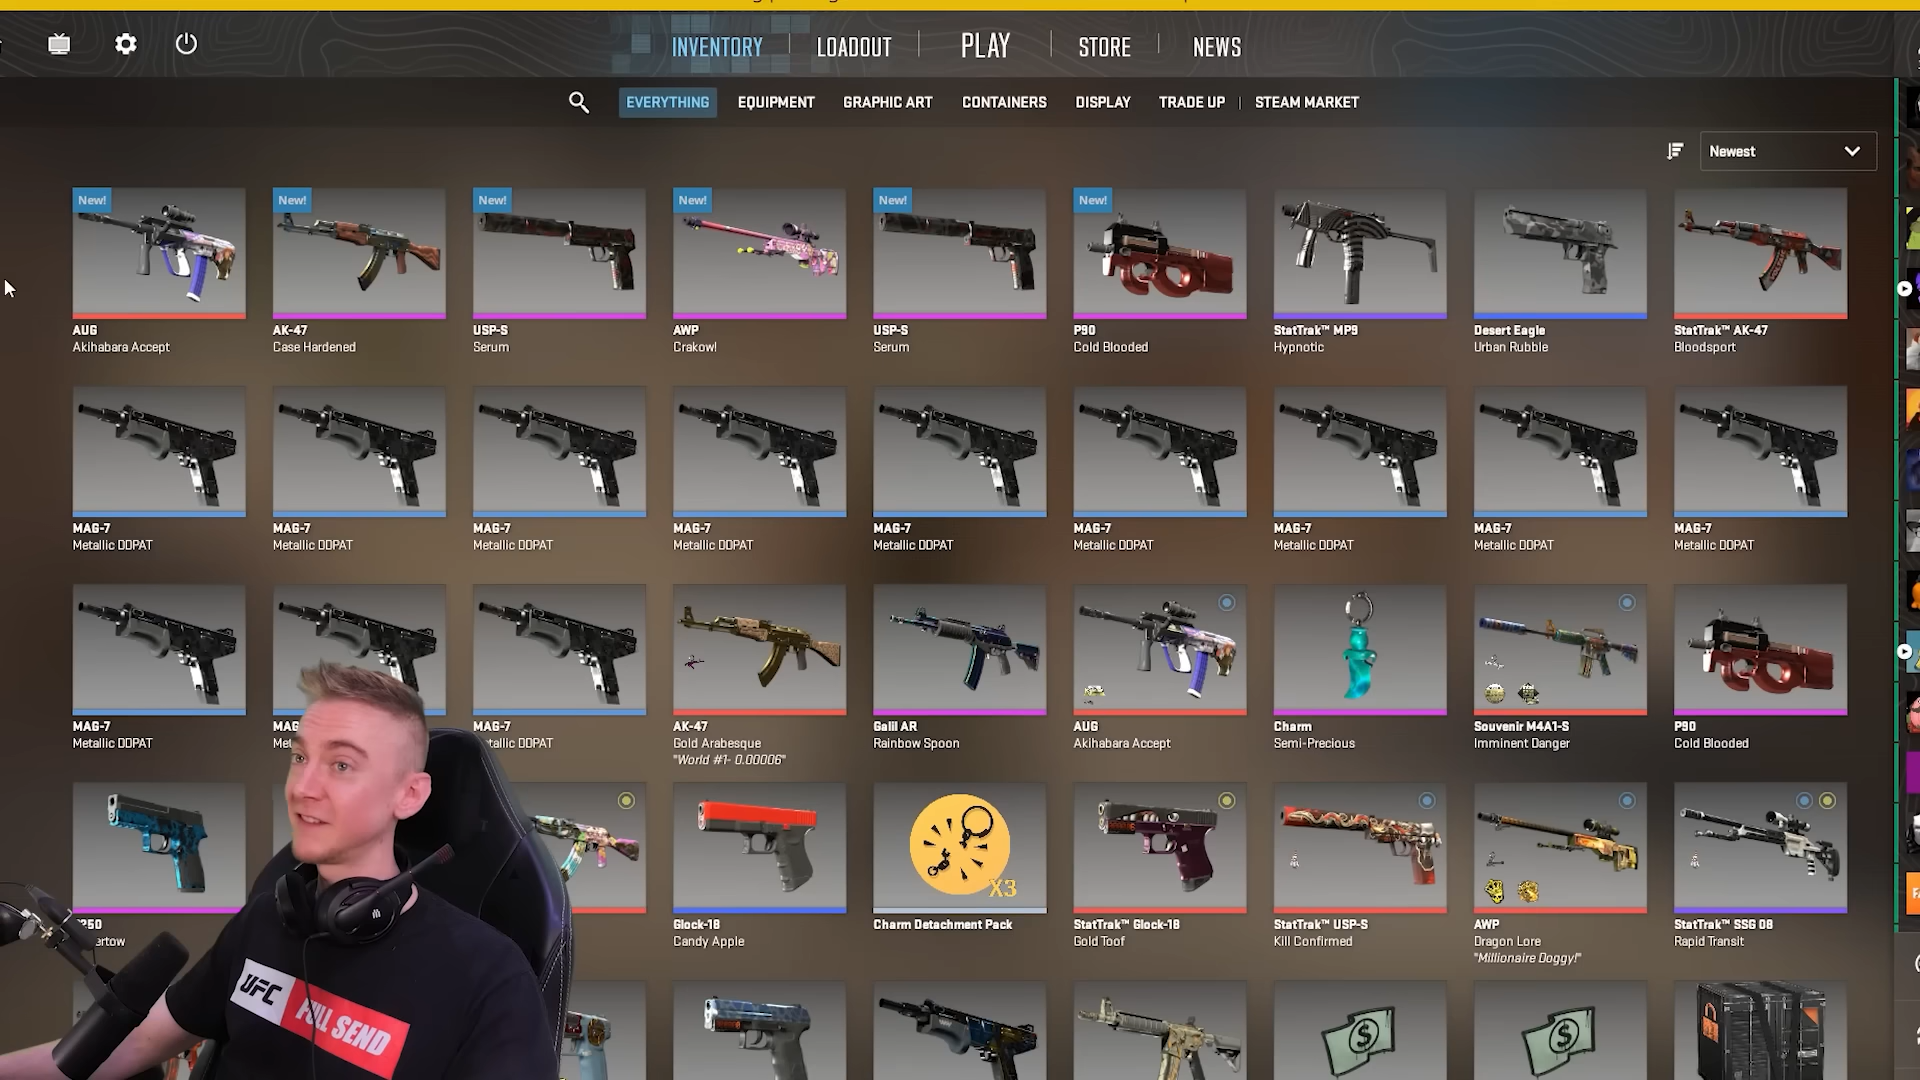 INVENTORY
LOADOUT
PLAY
STORE
NEWS
EVERYTHING
EQUIPMENT
GRAPHIC ART
CONTAINERS
DISPLAY
TRADE UP
STEAM MARKET
Newest
New!
New!
New!
New!
New!
New!
AUG
Akihabara Accept
AK-47
Case Hardened
USP-S
Serum
AWP
Crakow!
USP-S
Serum
P90
Cold Blooded
StatTrak™ MP9
Hypnotic
Desert Eagle
Urban Rubble
StatTrak™ AK-47
Bloodsport
MAG-7
Metallic DDPAT
MAG-7
Metallic DDPAT
MAG-7
Metallic DDPAT
MAG-7
Metallic DDPAT
MAG-7
Metallic DDPAT
MAG-7
Metallic DDPAT
MAG-7
Metallic DDPAT
MAG-7
Metallic DDPAT
MAG-7
Metallic DDPAT
MAG-7
Metallic DDPAT
MAG-7
Metallic DDPAT
AK-47
Gold Arabesque
"World #1- 0.00006"
Galil AR
Rainbow Spoon
AUG
Akihabara Accept
Charm
Semi-Precious
Souvenir M4A1-S
Imminent Danger
P90
Cold Blooded
Glock-18
Candy Apple
X3
Charm Detachment Pack
StatTrak™ Glock-18
Gold Toof
StatTrak™ USP-S
Kill Confirmed
AWP
Dragon Lore
"Millionaire Doggy!"
StatTrak™ SSG 08
Rapid Transit
UFC
FULL SEND